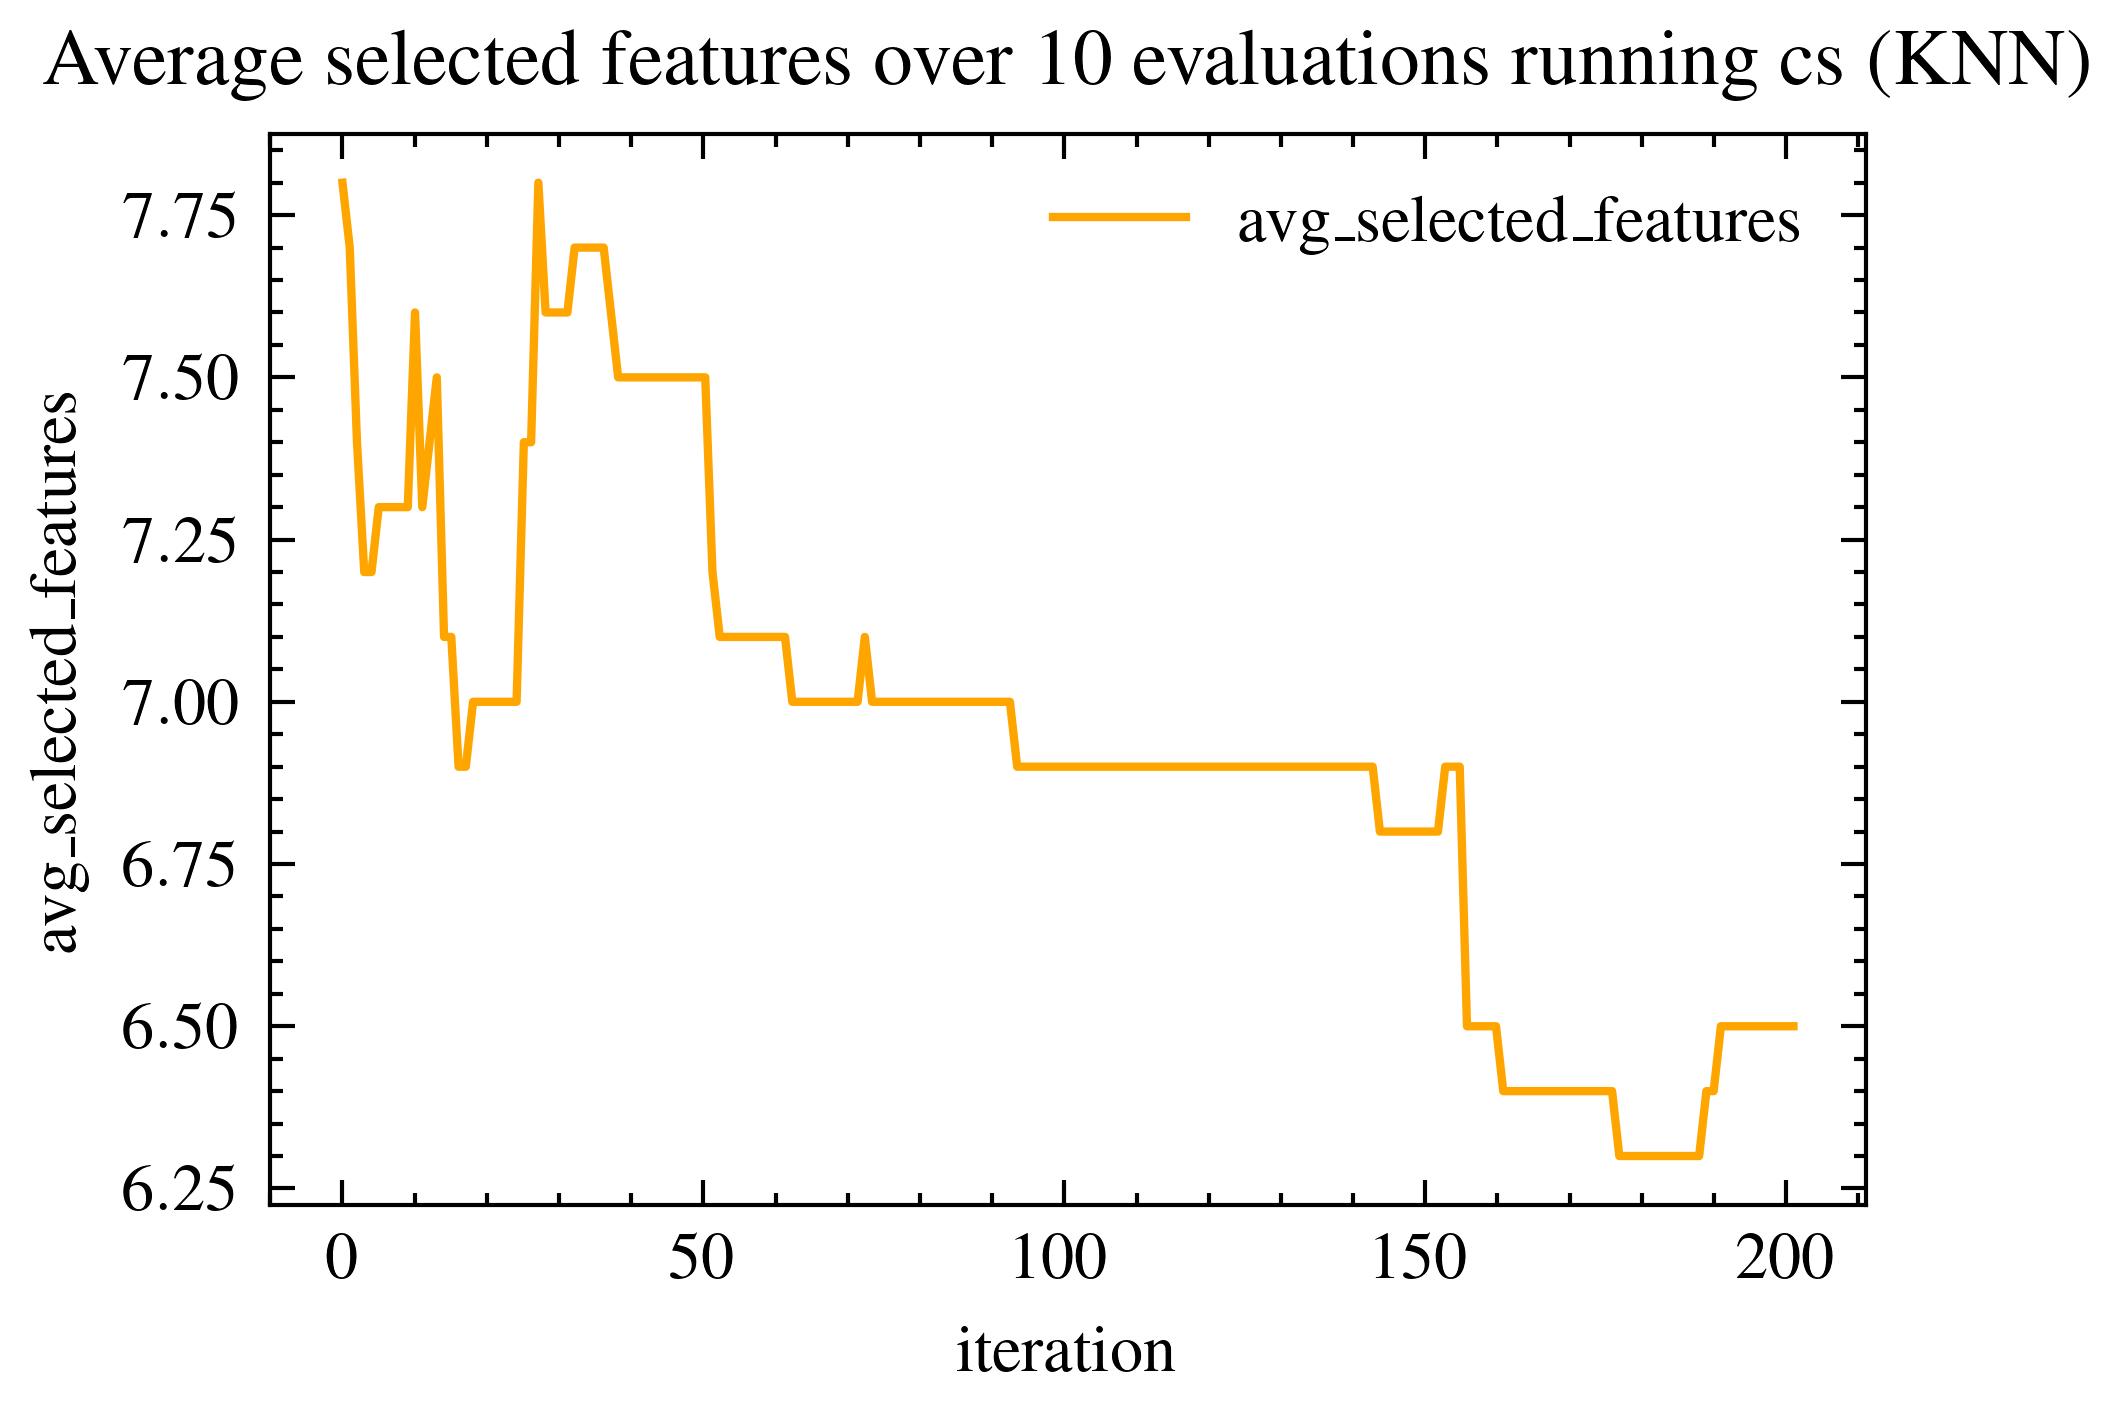 Average selected features over 10 evaluations running cs (KNN)
avg_selected_features
7.75
7.50
7.25
7.00
6.75
6.50
6.25
avg_selected_features
0 50 100 150 200
iteration